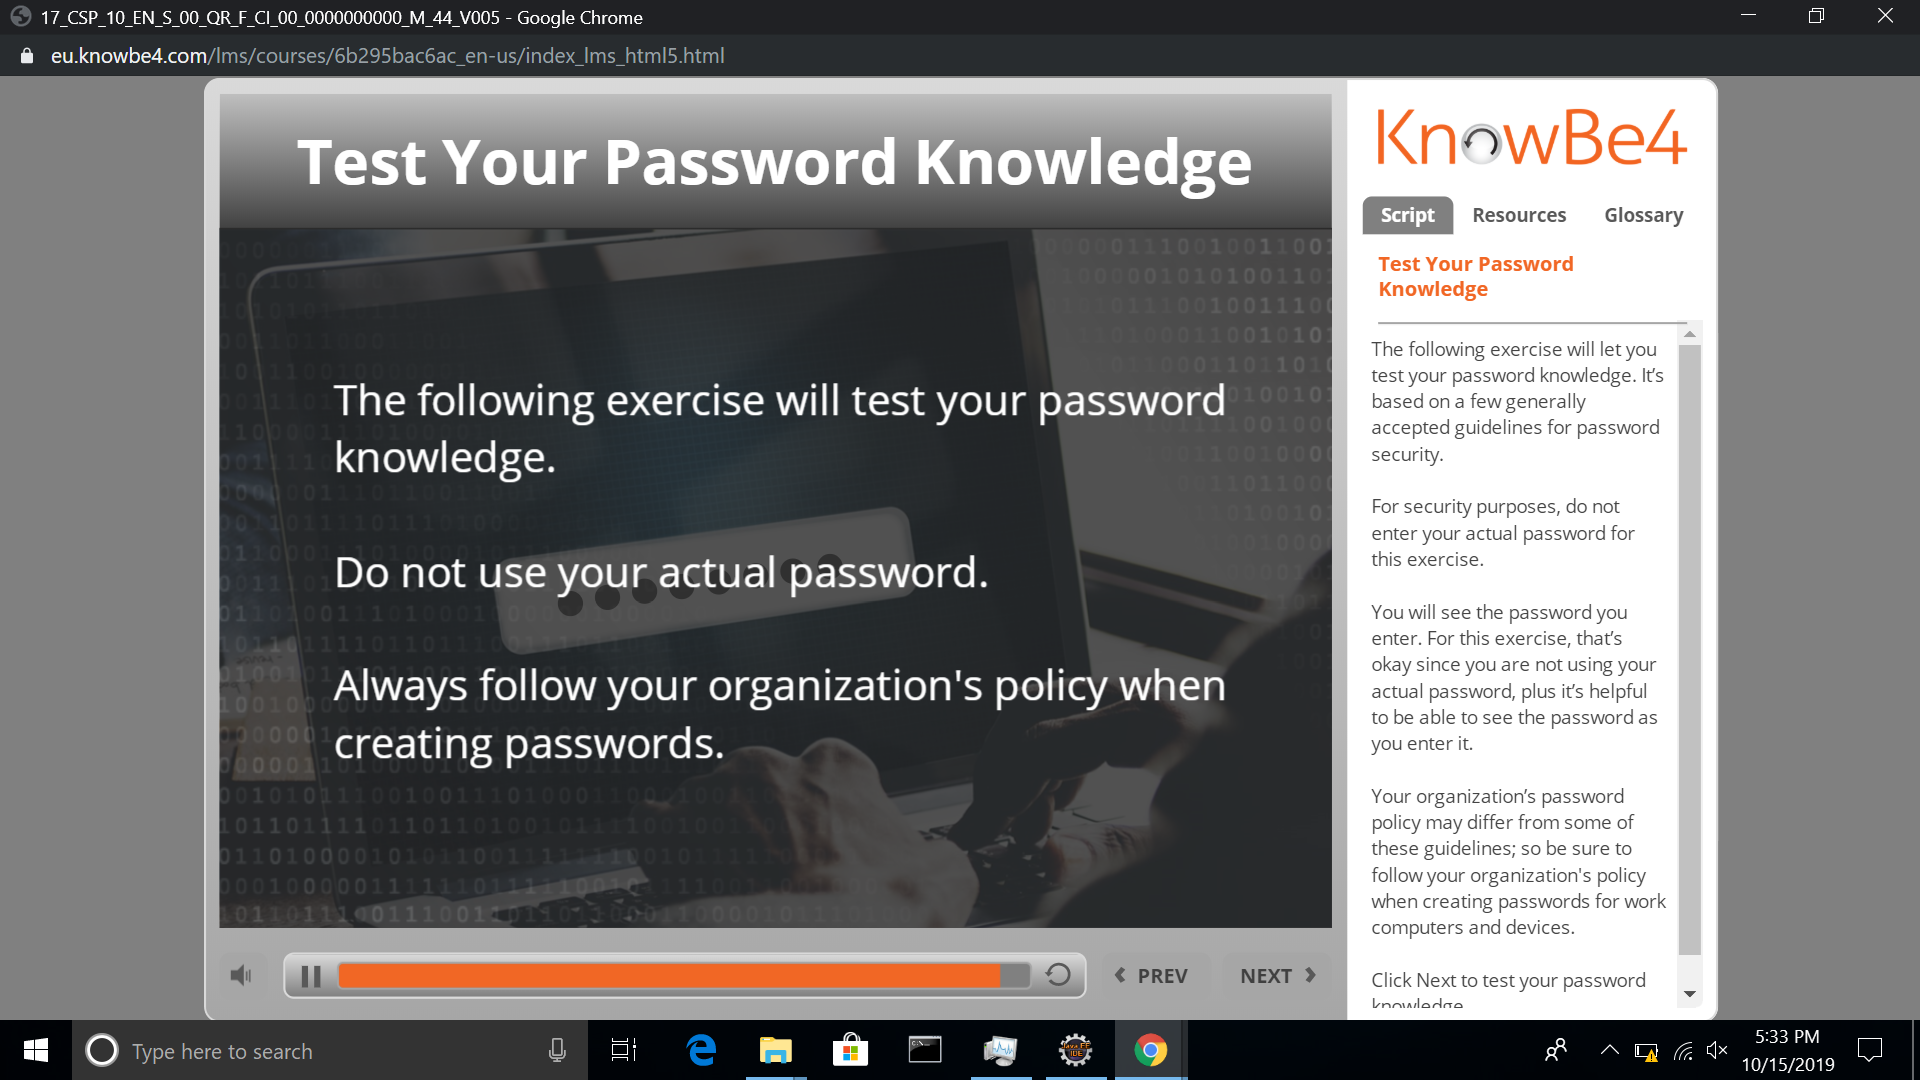 17_CSP_10_EN_S_00_QR_F_CI_00_0000000000_M_44_V005 - Google Chrome
eu.knowbe4.com/lms/courses/6b295bac6ac_en-us/index_lms_html5.html
Test Your Password Knowledge
The following exercise will test your password
knowledge.
Do not use your actual password.
Always follow your organization's policy when
creating passwords.
PREV
NEXT
KnowBe4
Script
Resources
Glossary
Test Your Password
Knowledge
The following exercise will let you
test your password knowledge. It’s
based on a few generally
accepted guidelines for password
security.
For security purposes, do not
enter your actual password for
this exercise.
You will see the password you
enter. For this exercise, that’s
okay since you are not using your
actual password, plus it’s helpful
to be able to see the password as
you enter it.
Your organization’s password
policy may differ from some of
these guidelines; so be sure to
follow your organization's policy
when creating passwords for work
computers and devices.
Click Next to test your password
knowledge
Type here to search
Java EE
IDE
5:33 PM
10/15/2019